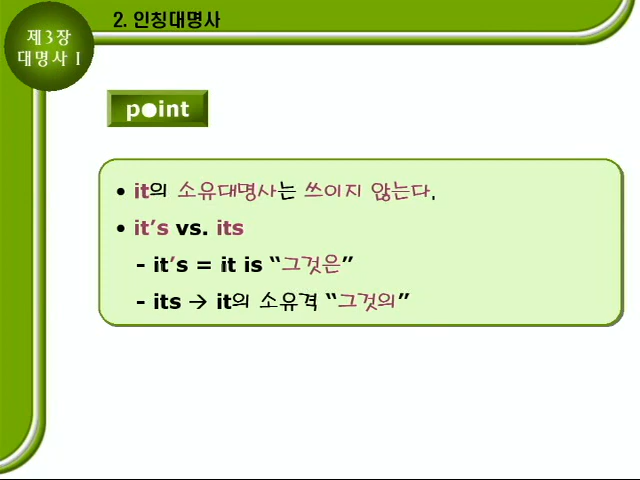 제3장
대명사 I
2. 인칭대명사
point
• it의 소유대명사는 쓰이지 않는다.
• it’s vs. its
- it’s = it is “그것은”
- its → it의 소유격 “그것의”